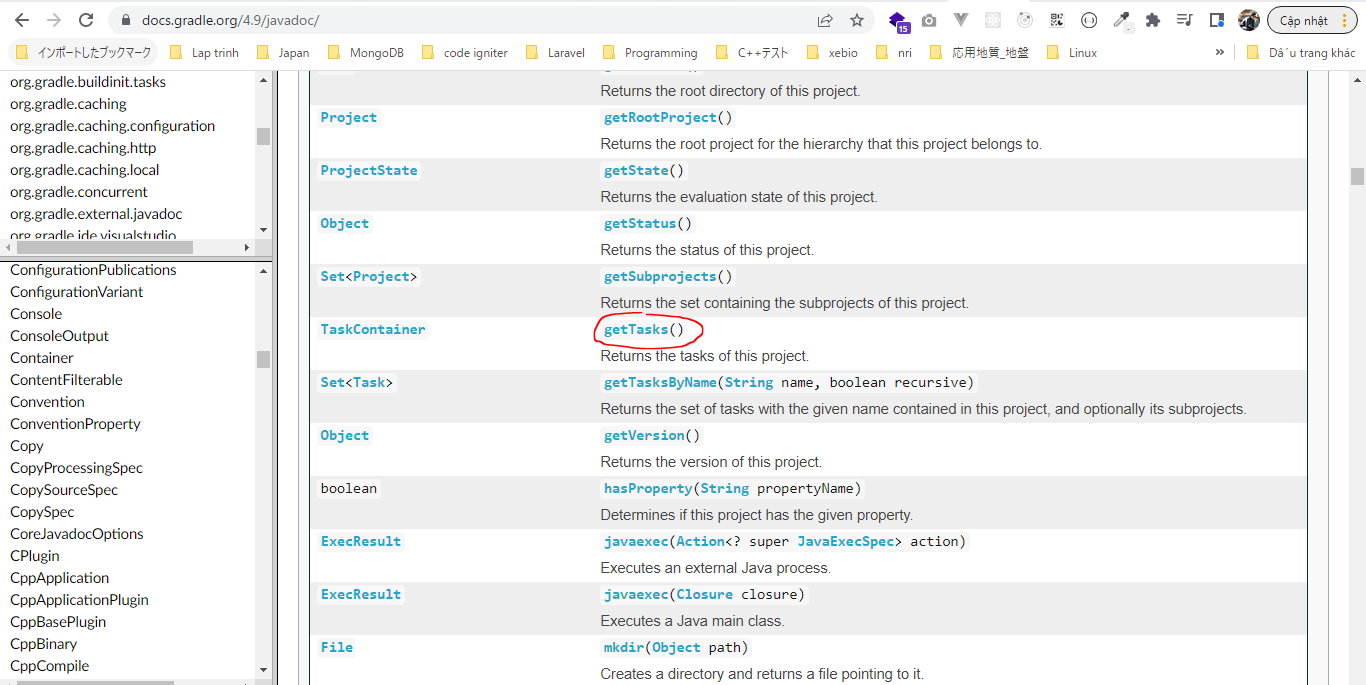 docs.gradle.org/4.9/javadoc/
15
Cập nhật
インポートしたブックマーク
Lap trinh
Japan
MongoDB
code igniter
Laravel
Programming
C++テスト
xebio
nri
応用地質_地盤
Linux
»
Dấu trang khác
org.gradle.buildinit.tasks
org.gradle.caching
org.gradle.caching.configuration
org.gradle.caching.http
org.gradle.caching.local
org.gradle.concurrent
org.gradle.external.javadoc
org.gradle.ide.visualstudio
ConfigurationPublications
ConfigurationVariant
Console
ConsoleOutput
Container
ContentFilterable
Convention
ConventionProperty
Copy
CopyProcessingSpec
CopySourceSpec
CopySpec
CoreJavadocOptions
CPlugin
CppApplication
CppApplicationPlugin
CppBasePlugin
CppBinary
CppCompile
Returns the root directory of this project.
Project getRootProject()
Returns the root project for the hierarchy that this project belongs to.
ProjectState getState()
Returns the evaluation state of this project.
Object getStatus()
Returns the status of this project.
Set<Project> getSubprojects()
Returns the set containing the subprojects of this project.
TaskContainer getTasks()
Returns the tasks of this project.
Set<Task> getTasksByName(String name, boolean recursive)
Returns the set of tasks with the given name contained in this project, and optionally its subprojects.
Object getVersion()
Returns the version of this project.
boolean hasProperty(String propertyName)
Determines if this project has the given property.
ExecResult javaexec(Action<? super JavaExecSpec> action)
Executes an external Java process.
ExecResult javaexec(Closure closure)
Executes a Java main class.
File mkdir(Object path)
Creates a directory and returns a file pointing to it.